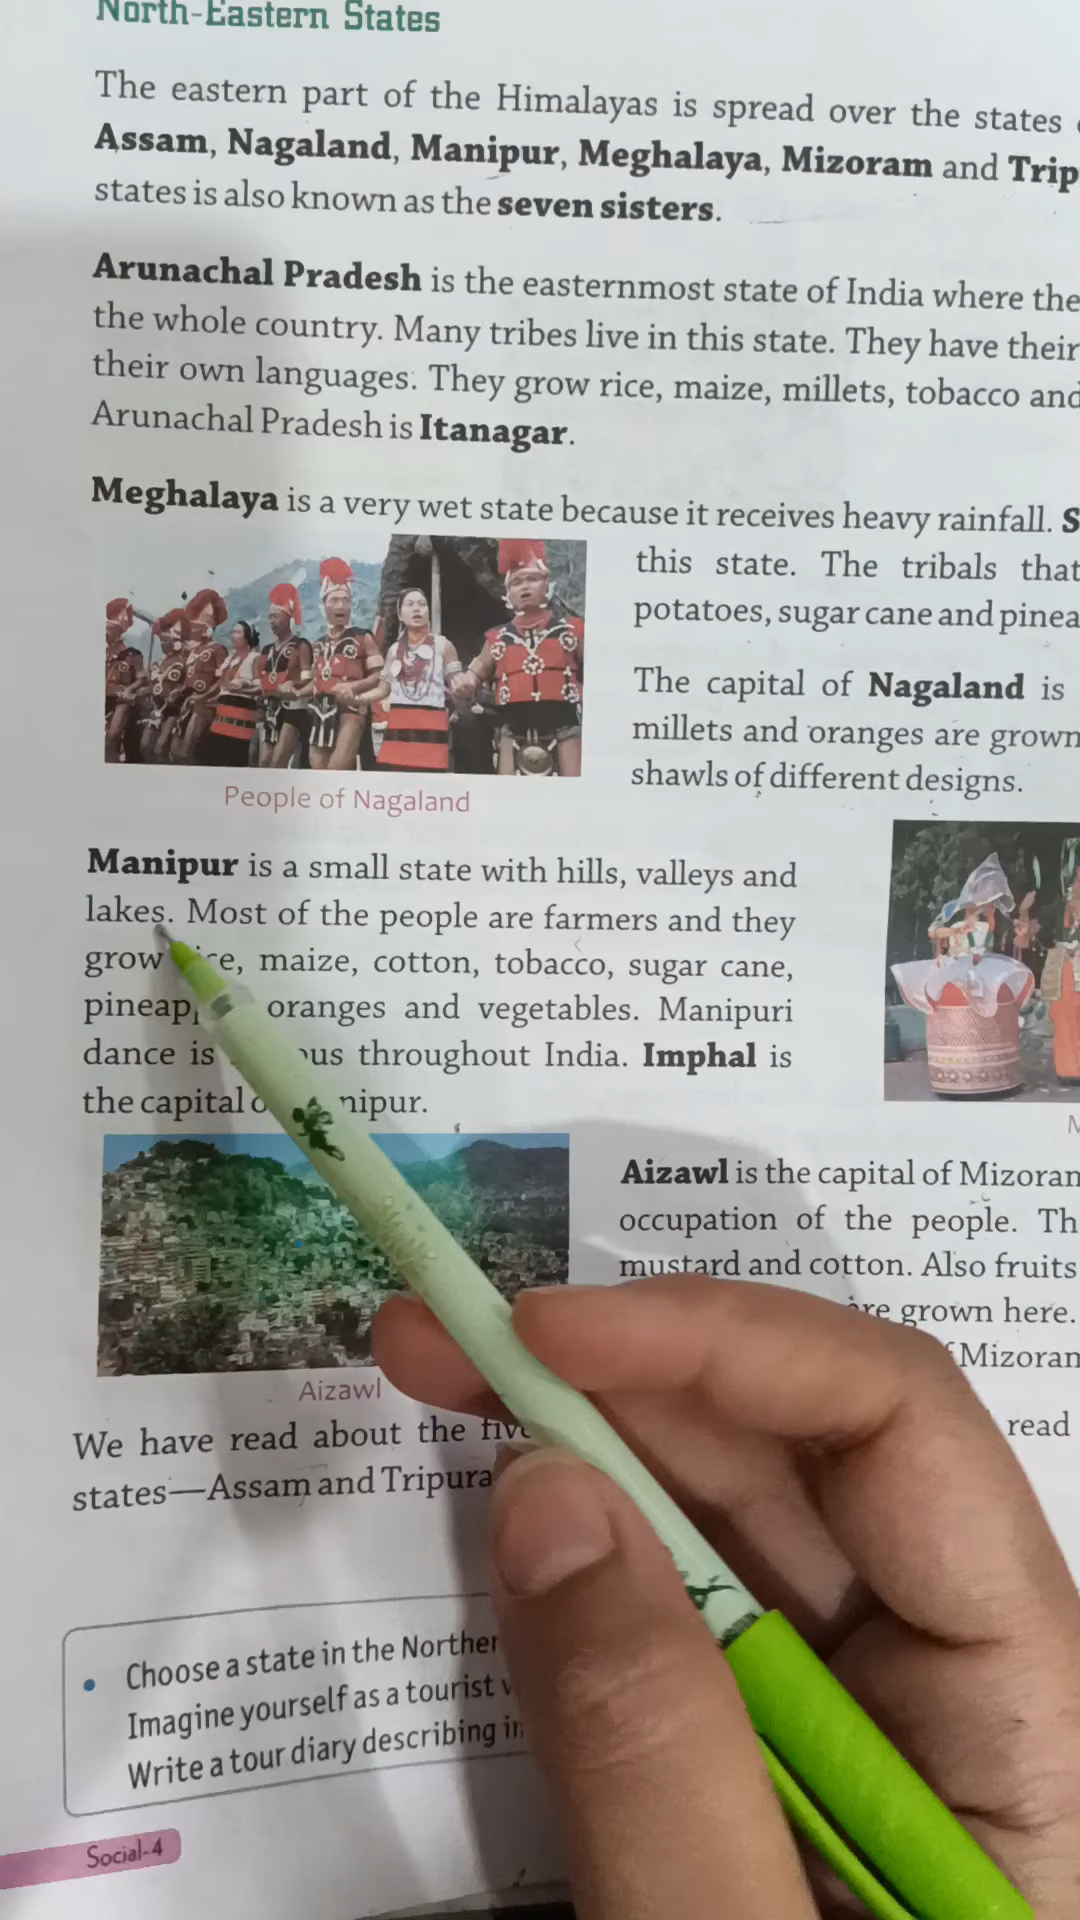 North-Eastern States
The eastern part of the Himalayas is spread over the states
Assam, Nagaland, Manipur, Meghalaya, Mizoram and
states is also known as the seven sisters.
Arunachal Pradesh is the easternmost state of India where the
the whole country. Many tribes live in this state. They have their
their own languages. They grow rice, maize, millets, tobacco and
Arunachal Pradesh is Itanagar.
Meghalaya is a very wet state because it receives heavy rainfall.
this state. The tribals that
potatoes, sugar cane and
The capital of Nagaland is
millets and oranges are grown
shawls of different designs.
People of Nagaland
Manipur is a small state with hills, valleys and
lakes. Most of the people are farmers and they
grow maize, cotton, tobacco, sugar cane,
oranges and vegetables. Manipuri
dance is throughout India. Imphal is
the capital
Aizawl is the capital of
occupation of the people.
mustard and cotton. Also fruits
grown here.
Aizawl
We have read about the
read
states—Assam and Tripura
• Choose a state in the
Imagine yourself as a tourist
Write a tour diary describing
Social-4